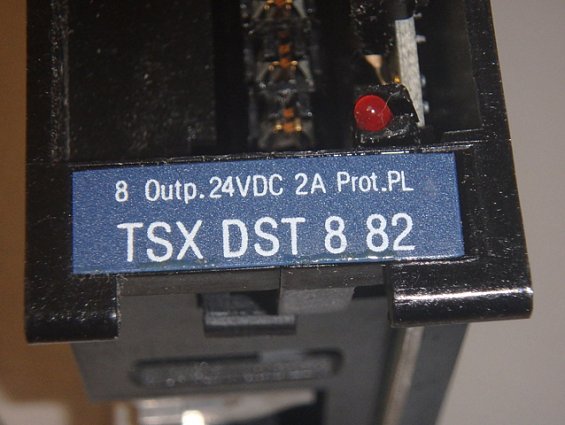 8 Outp.24VDC 2A Prot.PL
TSX DST 8 82